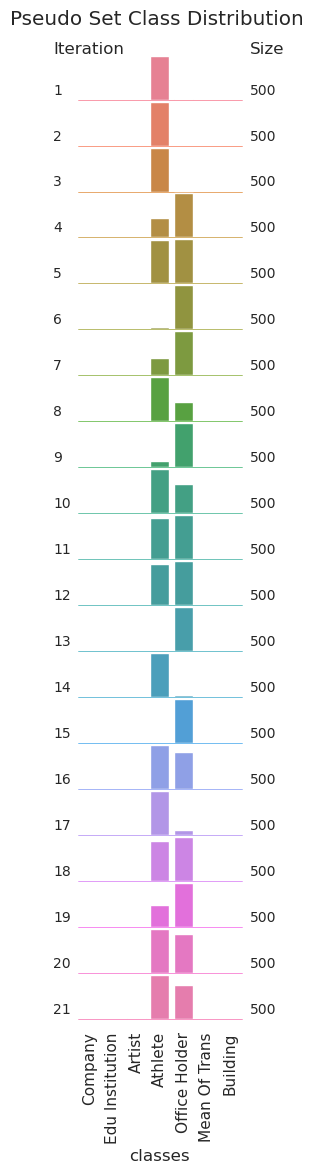 Pseudo Set Class Distribution
Iteration Size
1 500
2 500
3 500
4 500
5 500
6 500
7 500
8 500
9 500
10 500
11 500
12 500
13 500
14 500
15 500
16 500
17 500
18 500
19 500
20 500
21 500
Company
Edu Institution
Artist
Athlete
Office Holder
Mean Of Trans
Building
classes